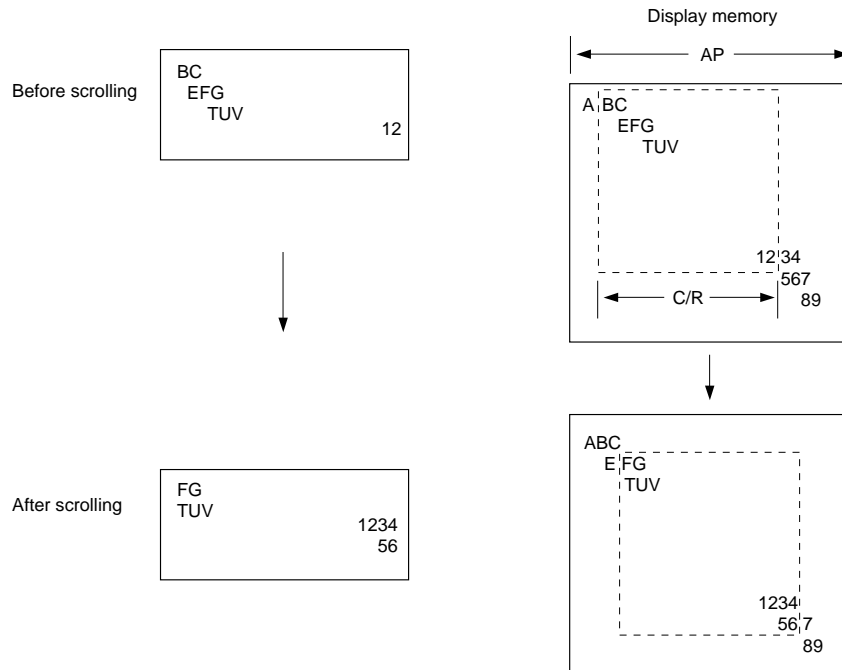 Display memory
AP
Before scrolling
BC
EFG
TUV
12
A BC
EFG
TUV
12 34
567
89
C/R
After scrolling
FG
TUV
1234
56
ABC
E FG
TUV
1234
56 7
89